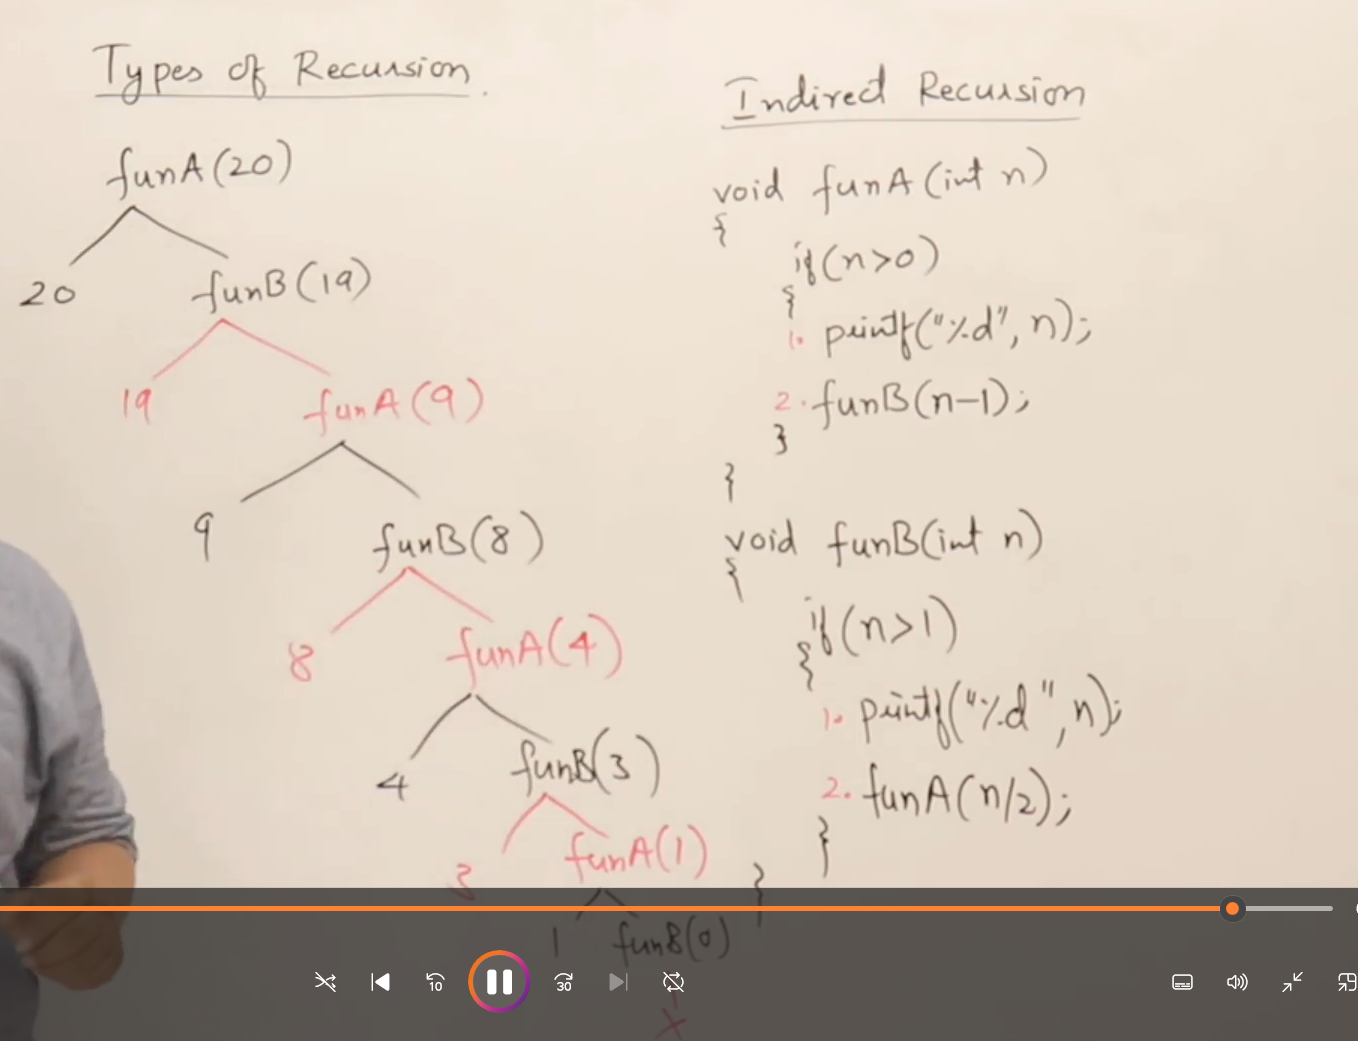 Types of Recursion.
funA(20)
20
funB(19)
19
funA(9)
9
funB(8)
8
funA(4)
4
funB(3)
3
funA(1)
1
funB(0)
x
Indirect Recursion
void funA(int n)
{
if(n>0)
{
1. printf("%d", n);
2. funB(n-1);
}
}
void funB(int n)
{
if(n>1)
{
1. printf("%d", n);
2. funA(n/2);
}
}
10
30